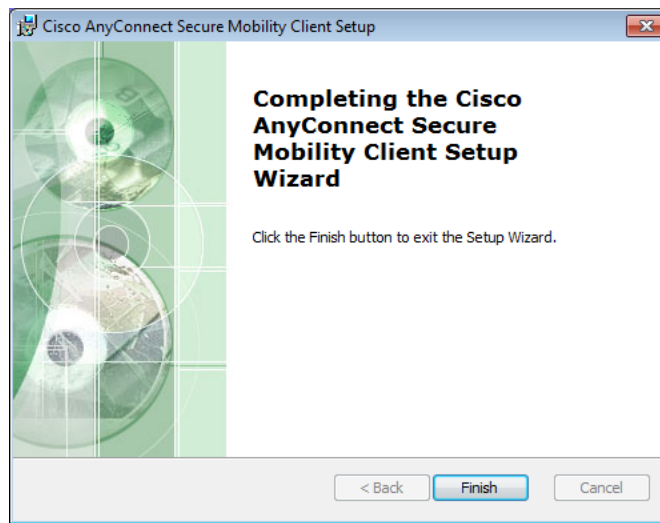 Cisco AnyConnect Secure Mobility Client Setup
Completing the Cisco
AnyConnect Secure
Mobility Client Setup
Wizard
Click the Finish button to exit the Setup Wizard.
< Back
Finish
Cancel